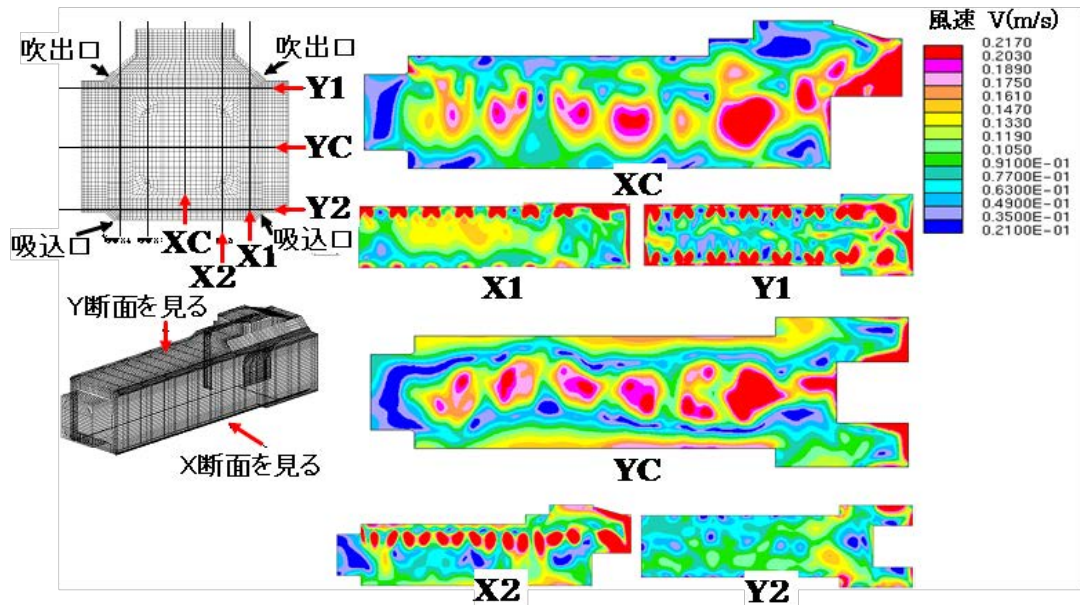 吹出口
吹出口
Y1
YC
Y2
吸込口
XC
吸込口
X1
X2
風速 V(m/s)
0.2170
0.2030
0.1890
0.1750
0.1610
0.1470
0.1330
0.1190
0.1050
0.9100E-01
0.7700E-01
0.6300E-01
0.4900E-01
0.3500E-01
0.2100E-01
XC
X1
Y1
Y断面を見る
X断面を見る
YC
X2
Y2